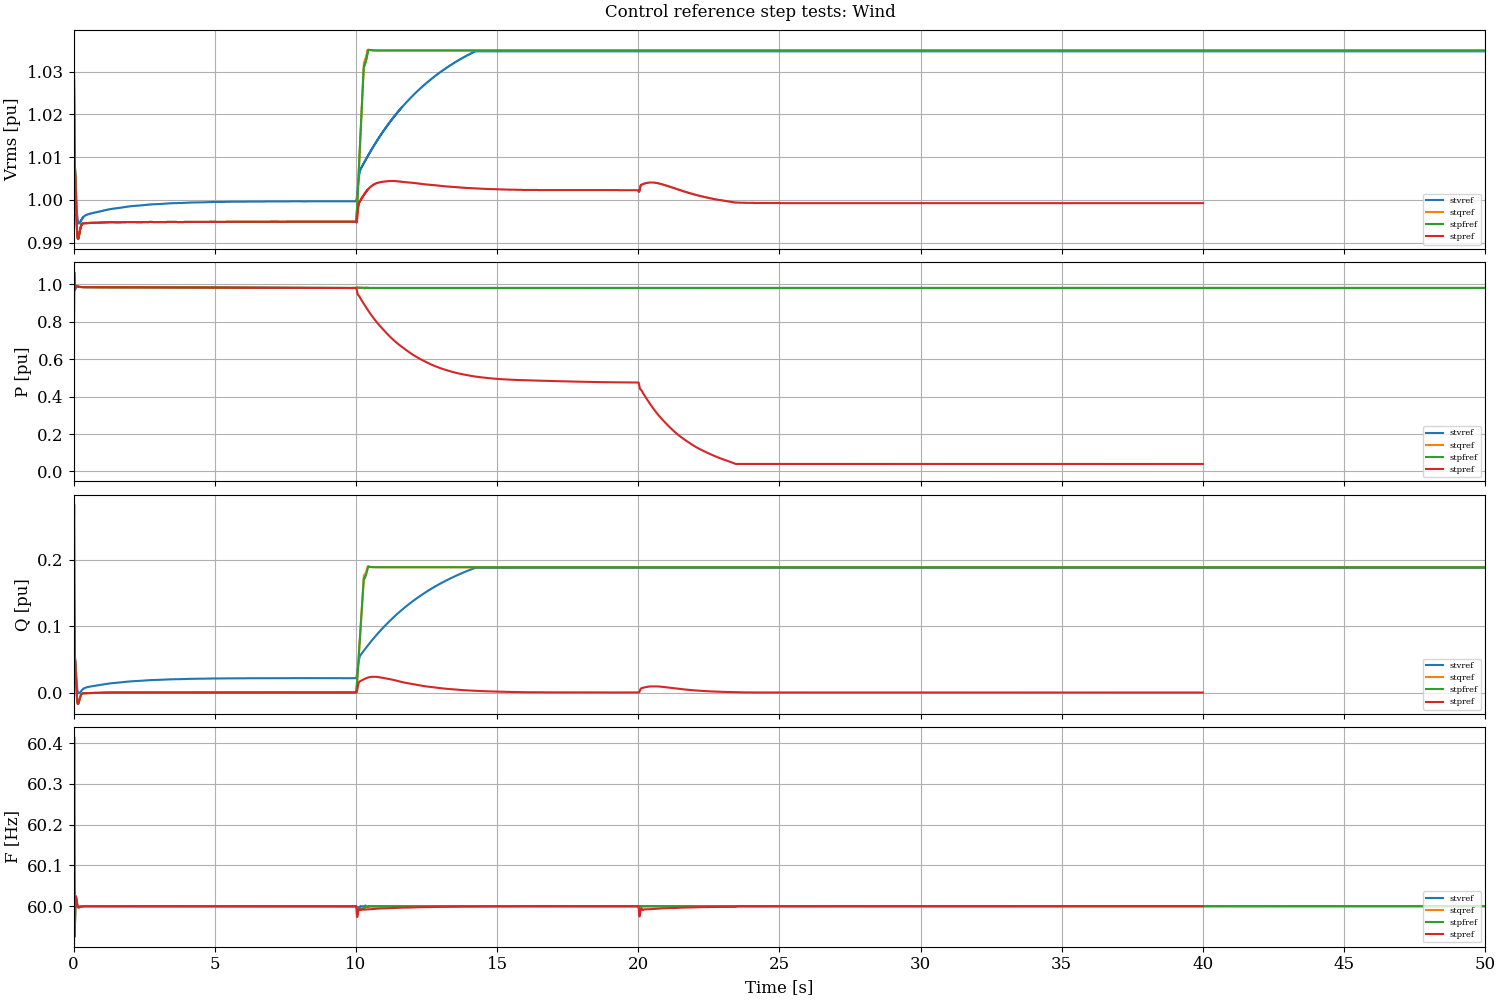 Control reference step tests: Wind
Vrms [pu]
1.03
1.02
1.01
1.00
0.99
stvref
stqref
stpfref
stpref
P [pu]
1.0
0.8
0.6
0.4
0.2
0.0
stvref
stqref
stpfref
stpref
Q [pu]
0.2
0.1
0.0
stvref
stqref
stpfref
stpref
F [Hz]
60.4
60.3
60.2
60.1
60.0
stvref
stqref
stpfref
stpref
0 5 10 15 20 25 30 35 40 45 50
Time [s]